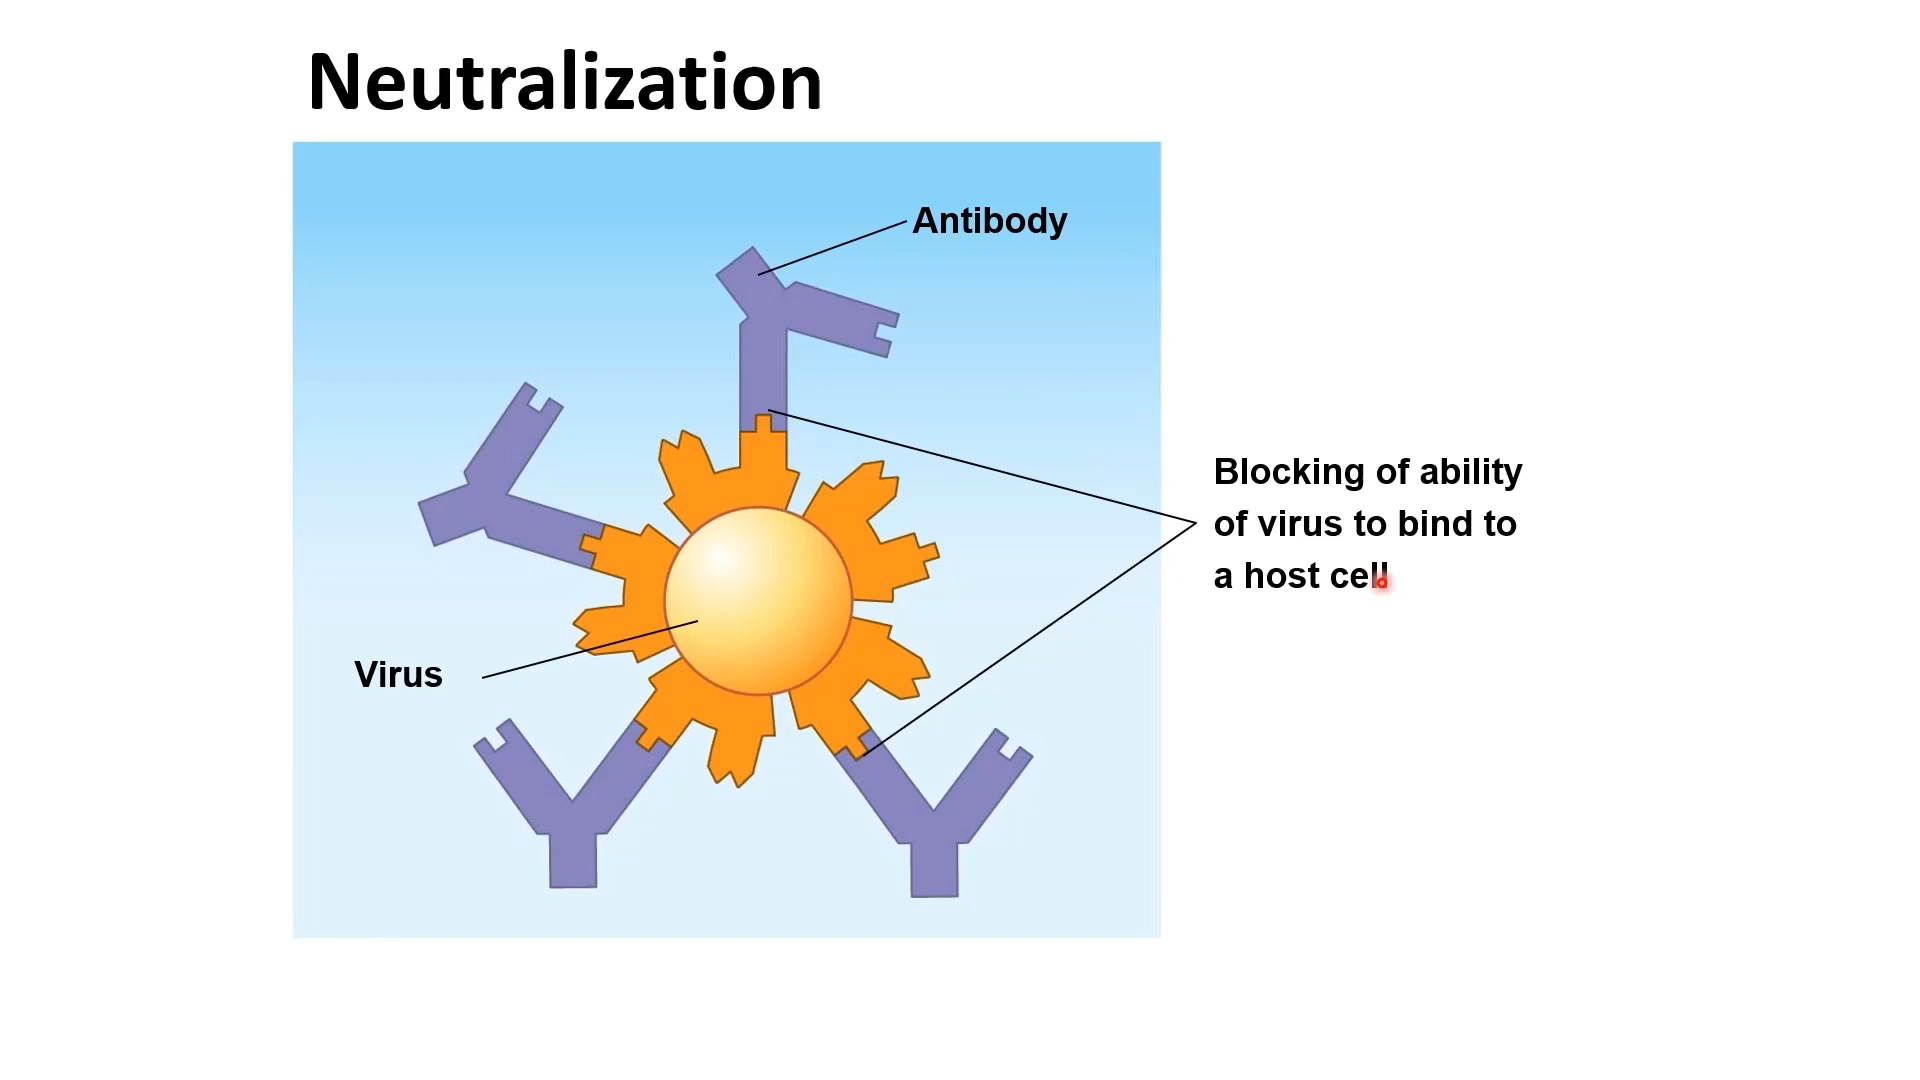 Neutralization
Antibody
Blocking of ability
of virus to bind to
a host cell
Virus